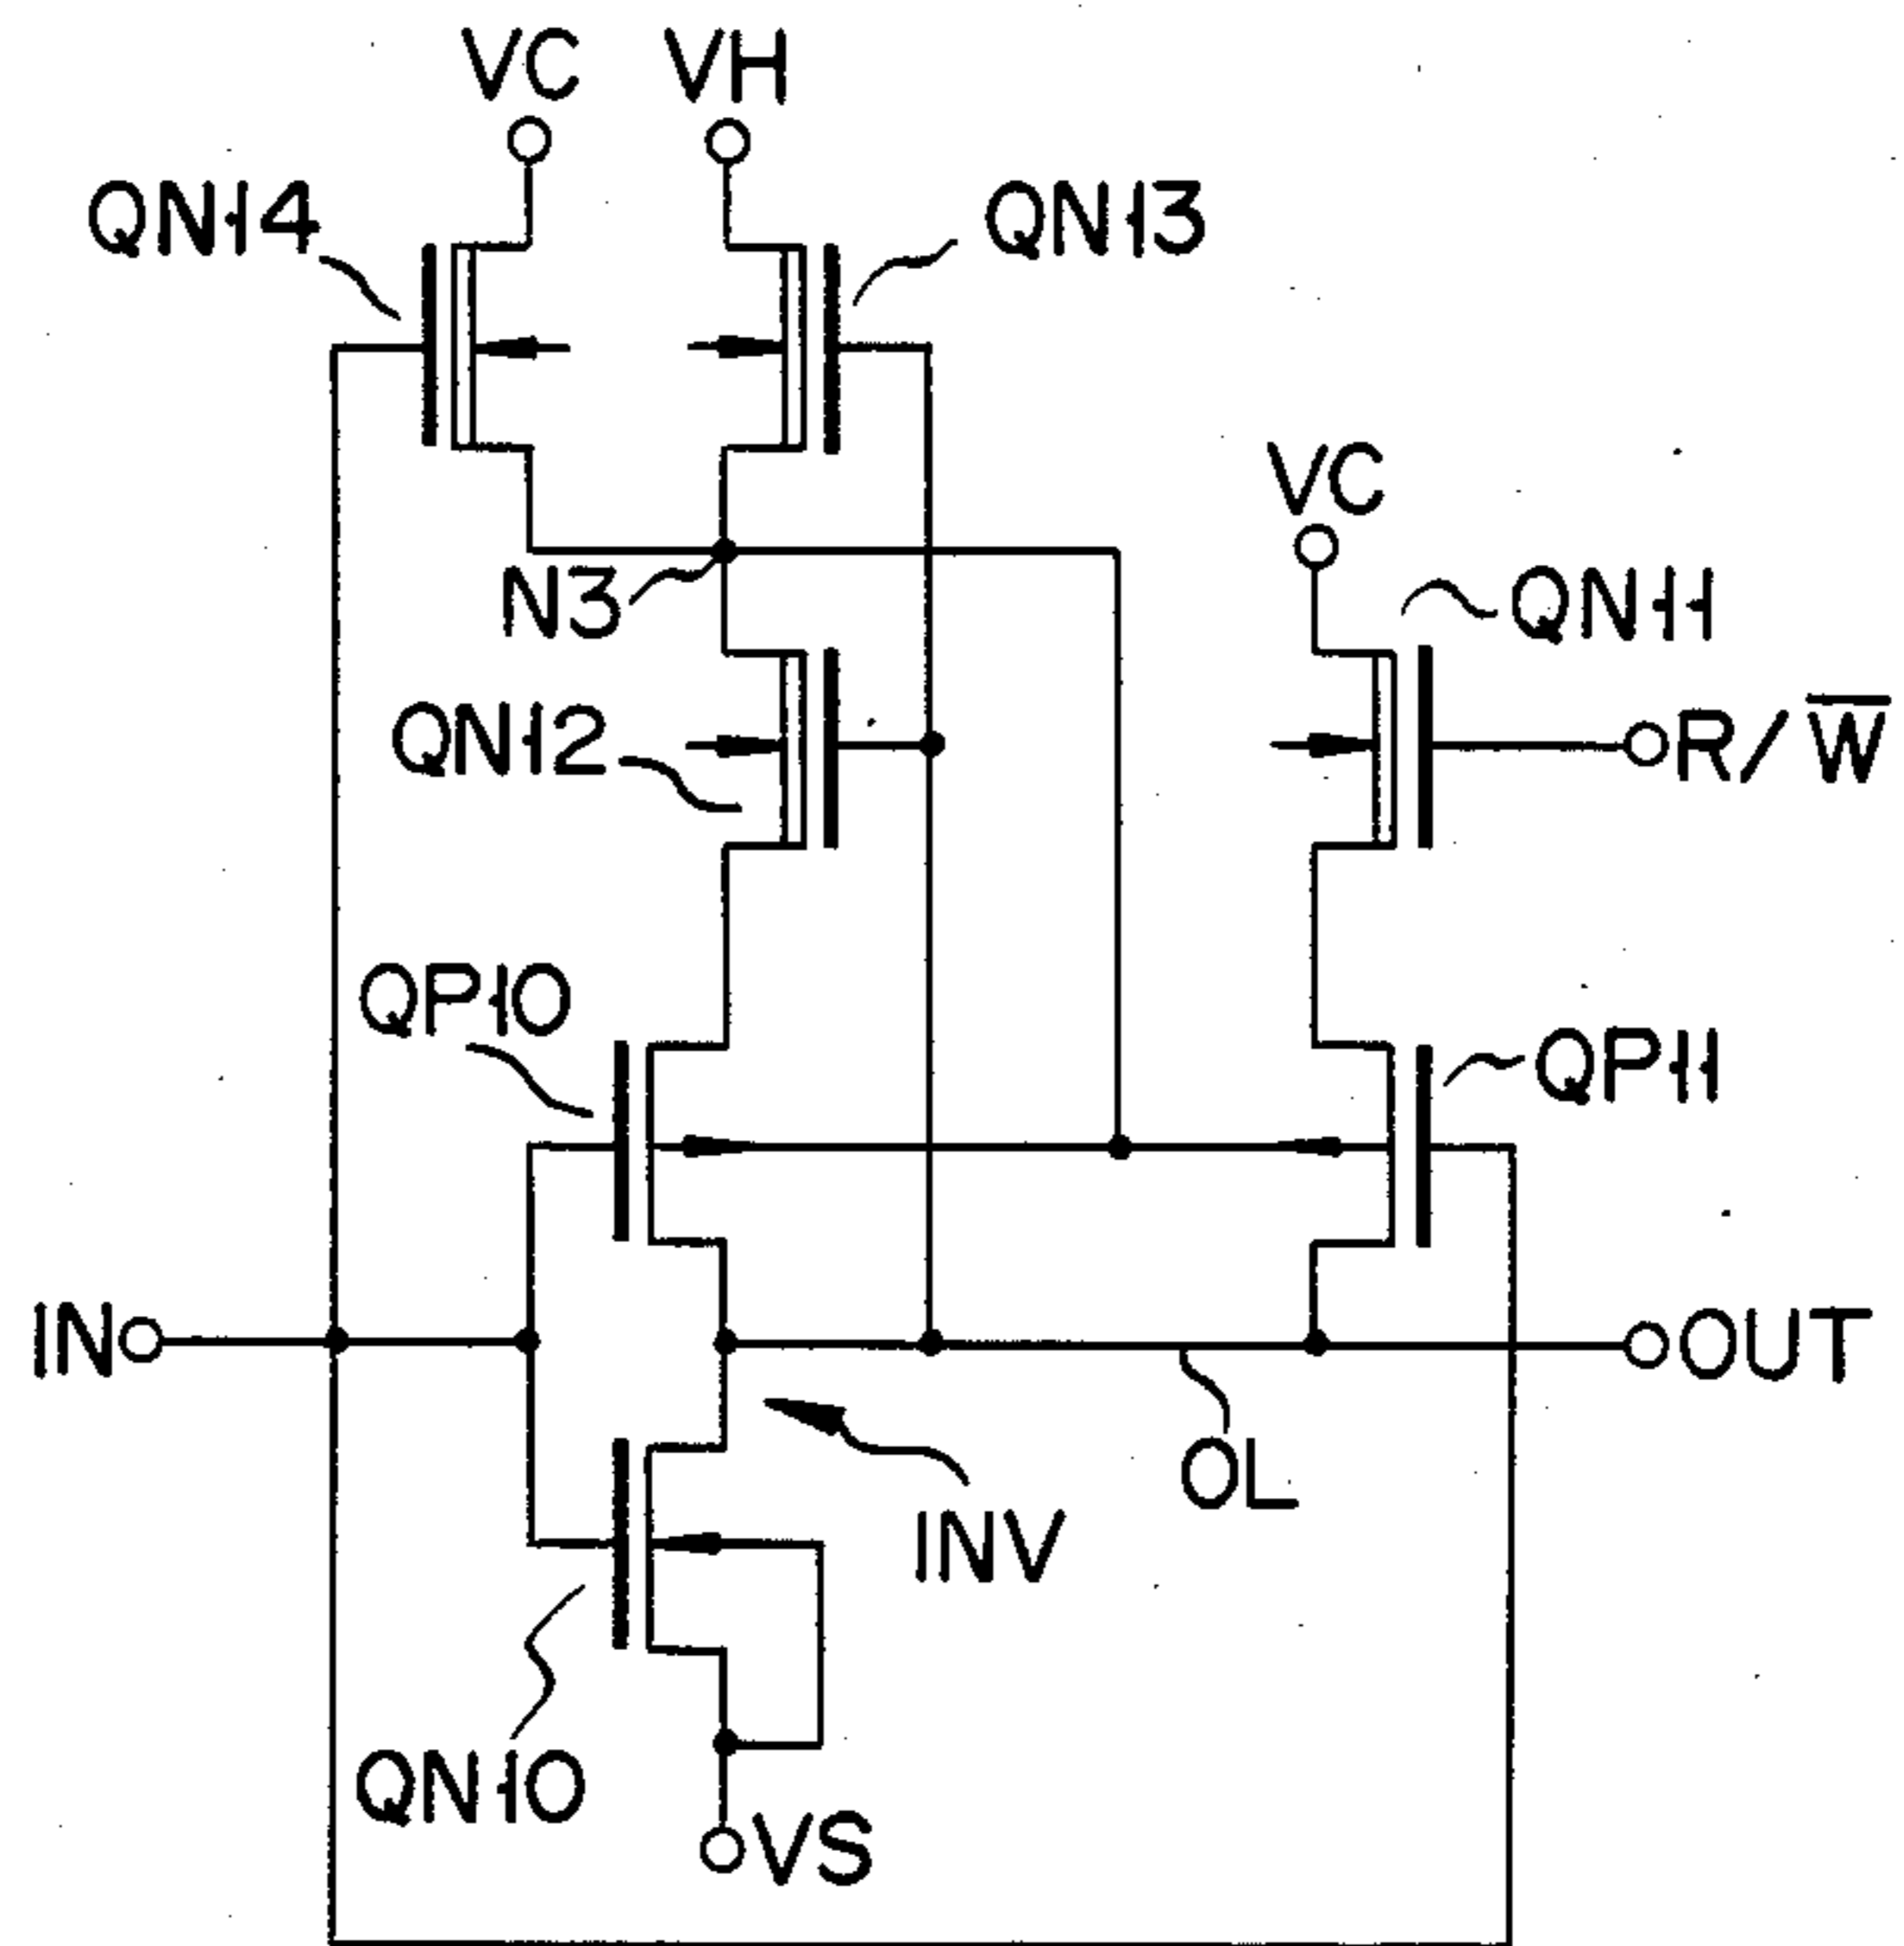 VC VH
QN14 QN13
VC
N3 QN11
QN12 R/W̅
QP10 QP11
IN OUT
OL
INV
QN10
VS